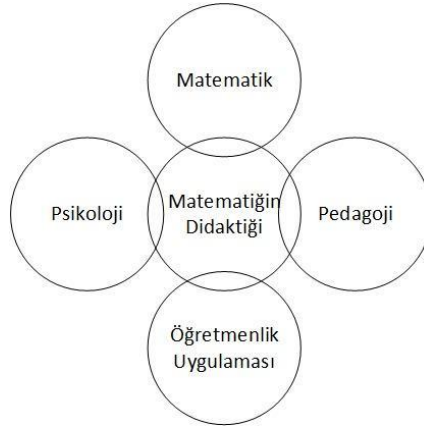 Matematik
Psikoloji
Matematiğin
Didaktiği
Pedagoji
Öğretmenlik
Uygulaması